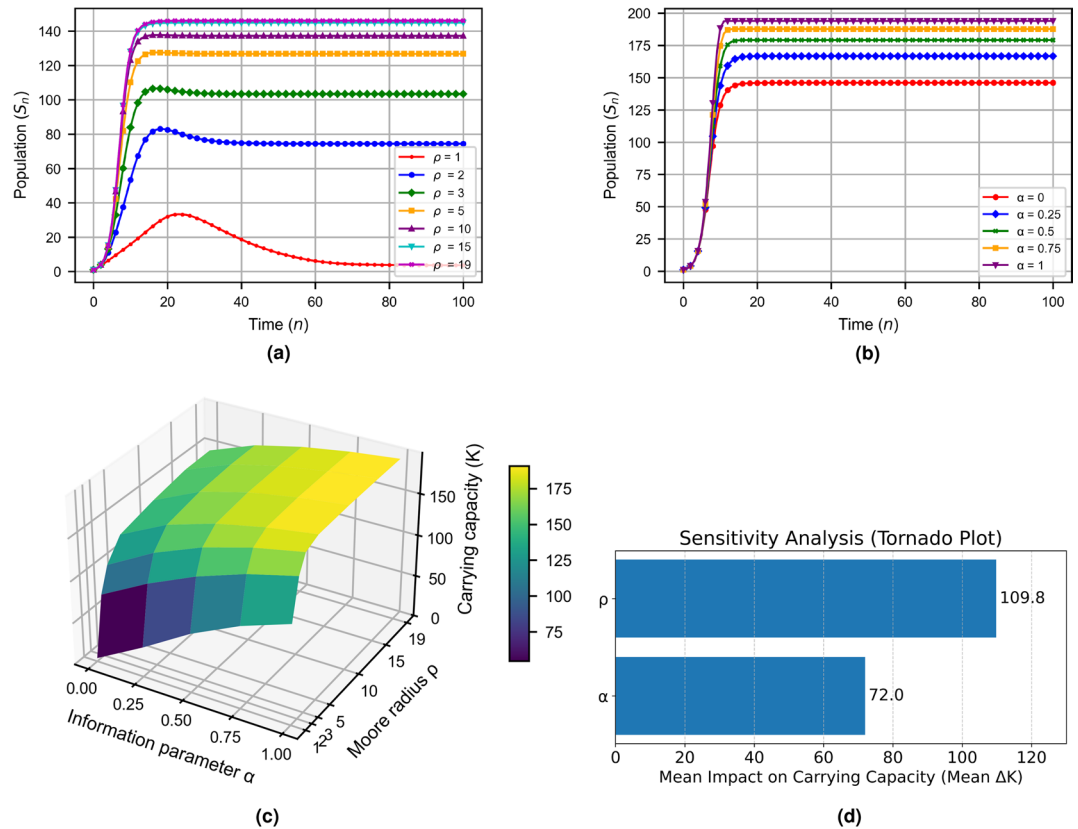 140
120
100
80
60
40
20
0
Population (Sₙ)
ρ = 1
ρ = 2
ρ = 3
ρ = 5
ρ = 10
ρ = 15
ρ = 19
0 20 40 60 80 100
Time (n)
(a)
200
175
150
125
100
75
50
25
0
Population (Sₙ)
α = 0
α = 0.25
α = 0.5
α = 0.75
α = 1
0 20 40 60 80 100
Time (n)
(b)
Carrying capacity (K)
150
100
50
0
0.00 0.25 0.50 0.75 1.00
Information parameter α
1 2 3 5 10 15 19
Moore radius ρ
175
150
125
100
75
(c)
Sensitivity Analysis (Tornado Plot)
ρ
109.8
α
72.0
0 20 40 60 80 100 120
Mean Impact on Carrying Capacity (Mean ΔK)
(d)